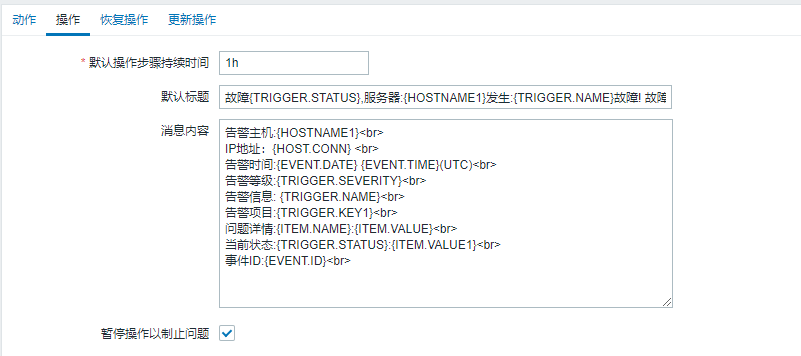 动作 操作 恢复操作 更新操作
* 默认操作步骤持续时间 1h
默认标题 故障{TRIGGER.STATUS},服务器:{HOSTNAME1}发生:{TRIGGER.NAME}故障! 故障
消息内容 告警主机:{HOSTNAME1}<br>
IP地址：{HOST.CONN} <br>
告警时间:{EVENT.DATE} {EVENT.TIME}(UTC)<br>
告警等级:{TRIGGER.SEVERITY}<br>
告警信息: {TRIGGER.NAME}<br>
告警项目:{TRIGGER.KEY1}<br>
问题详情:{ITEM.NAME}:{ITEM.VALUE}<br>
当前状态:{TRIGGER.STATUS}:{ITEM.VALUE1}<br>
事件ID:{EVENT.ID}<br>
暂停操作以制止问题